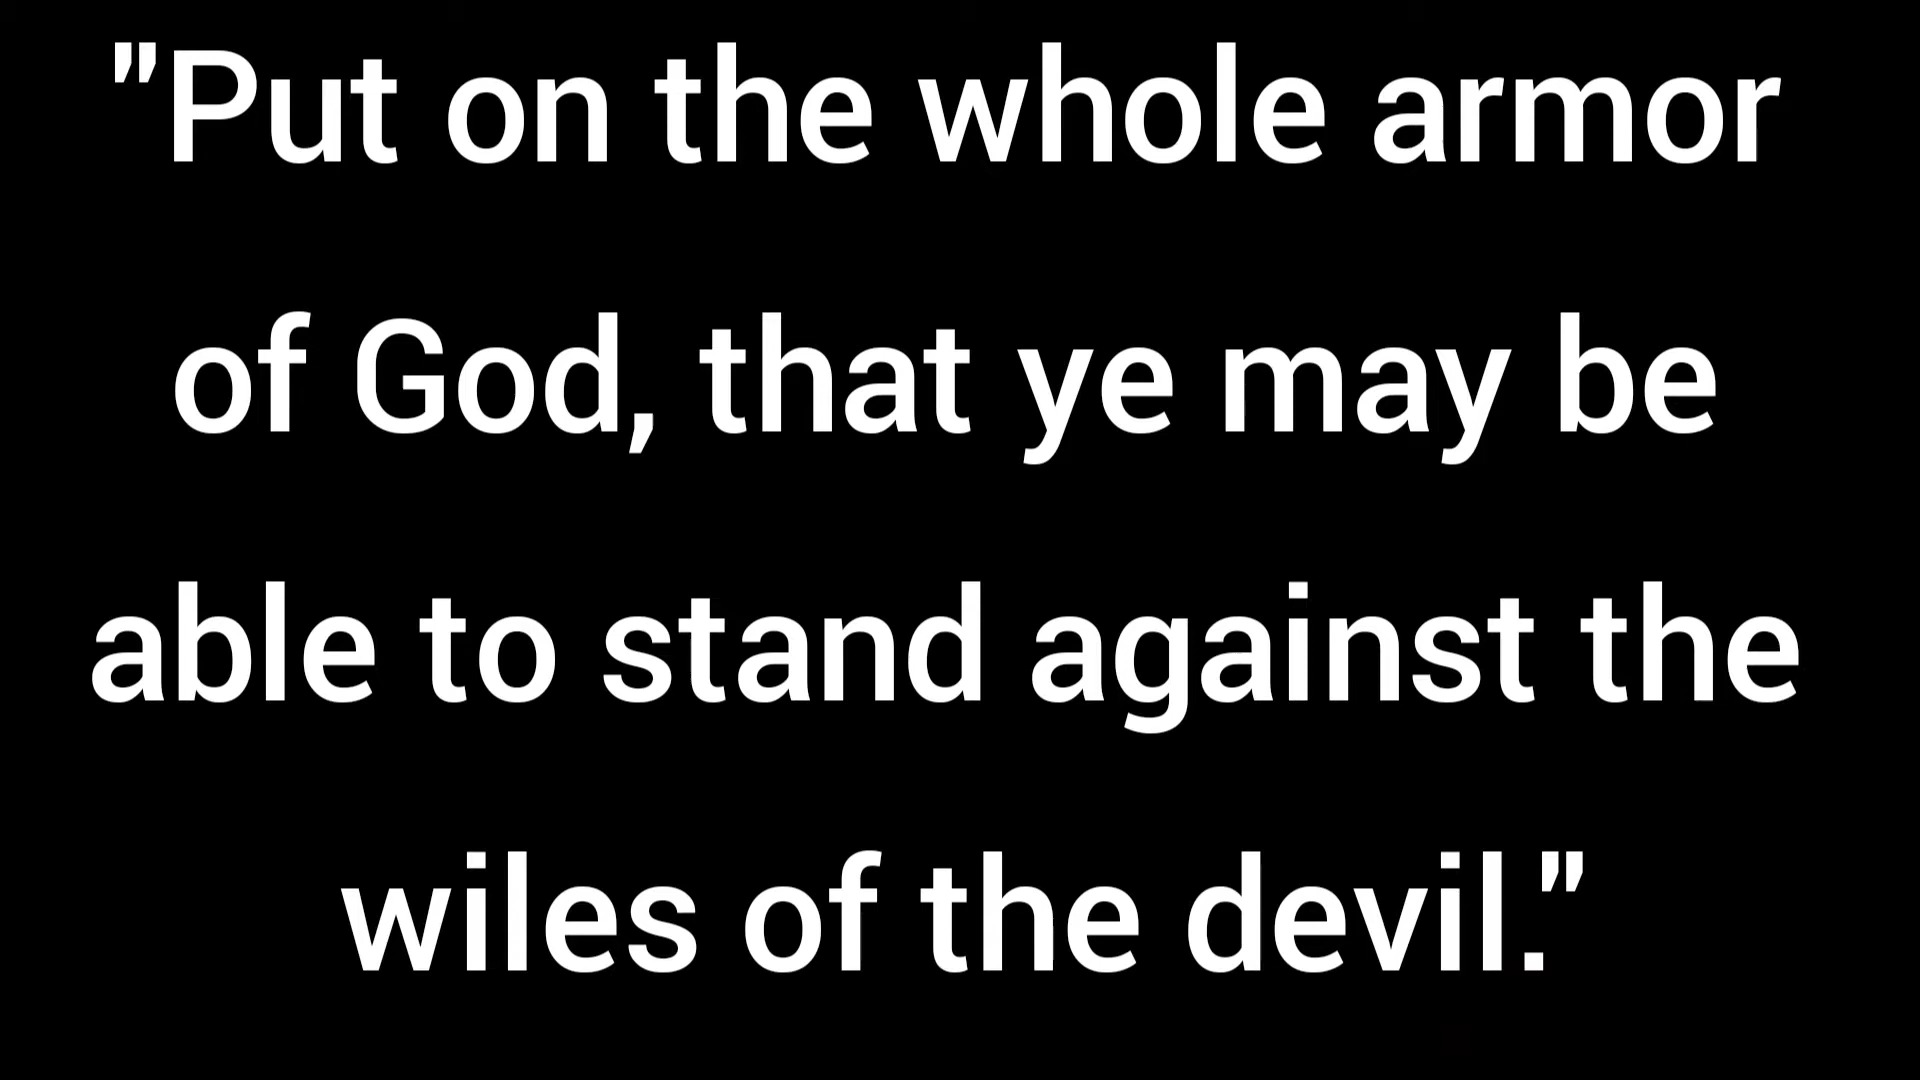 "Put on the whole armor
of God, that ye may be
able to stand against the
wiles of the devil."